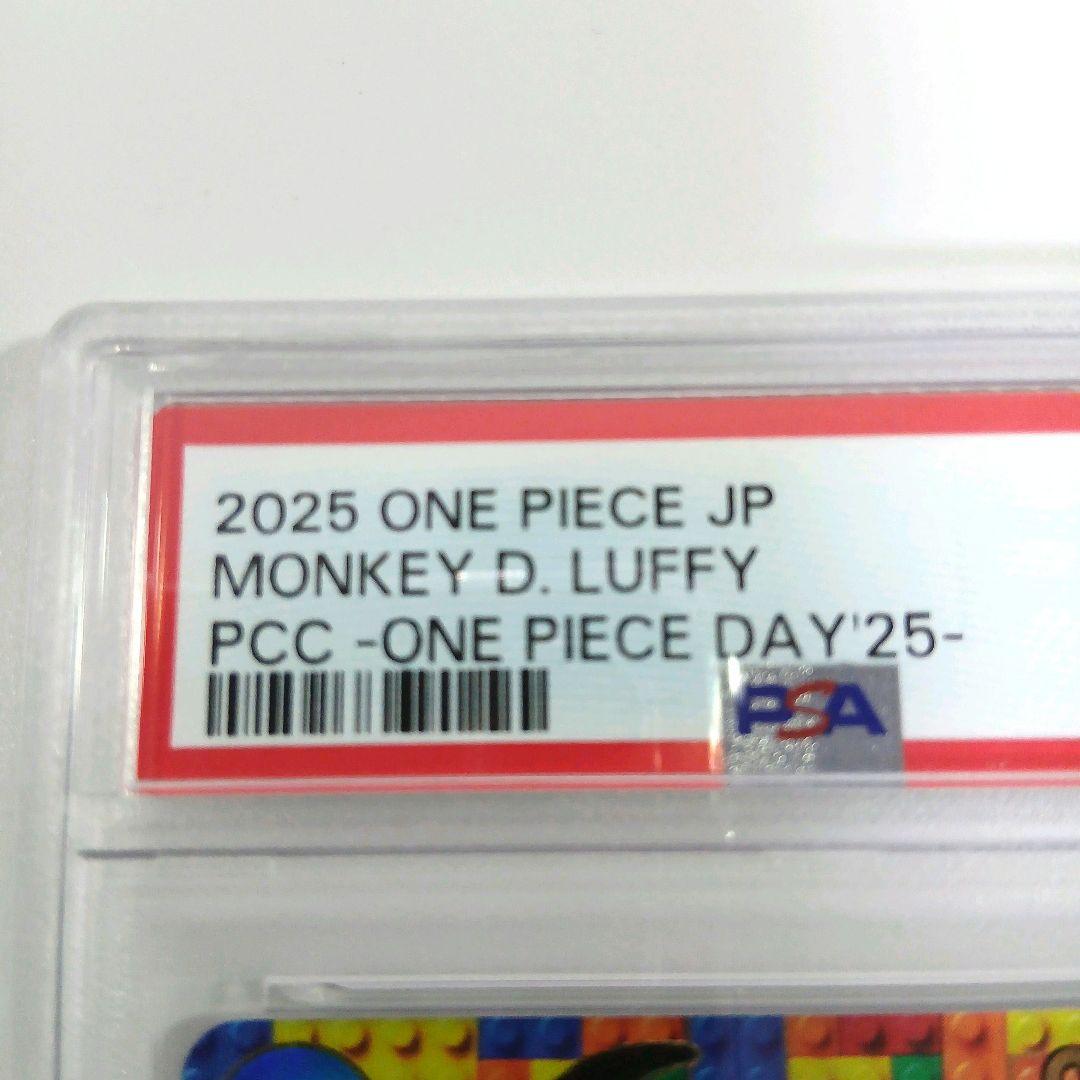 2025 ONE PIECE JP
MONKEY D. LUFFY
PCC -ONE PIECE DAY'25-
PSA